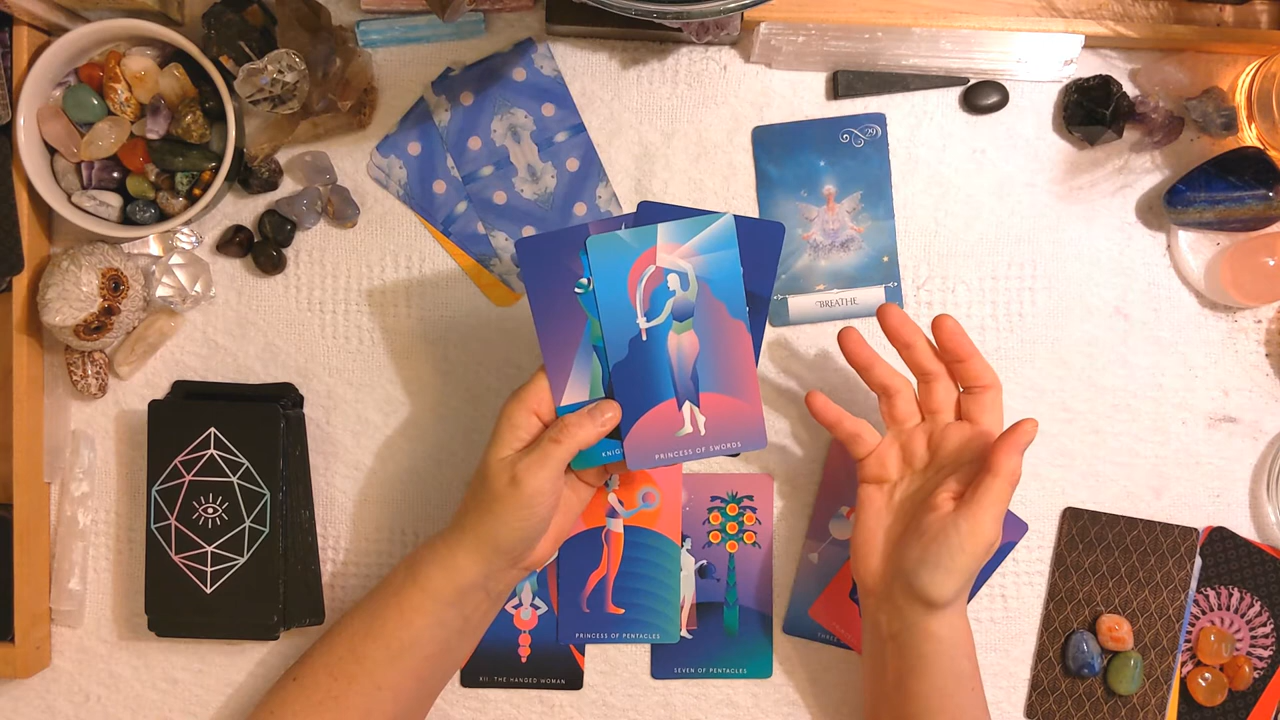 29
BREATHE
KNIG
PRINCESS OF SWORDS
PRINCESS OF PENTACLES
SEVEN OF PENTACLES
XII. THE HANGED WOMAN
THREE